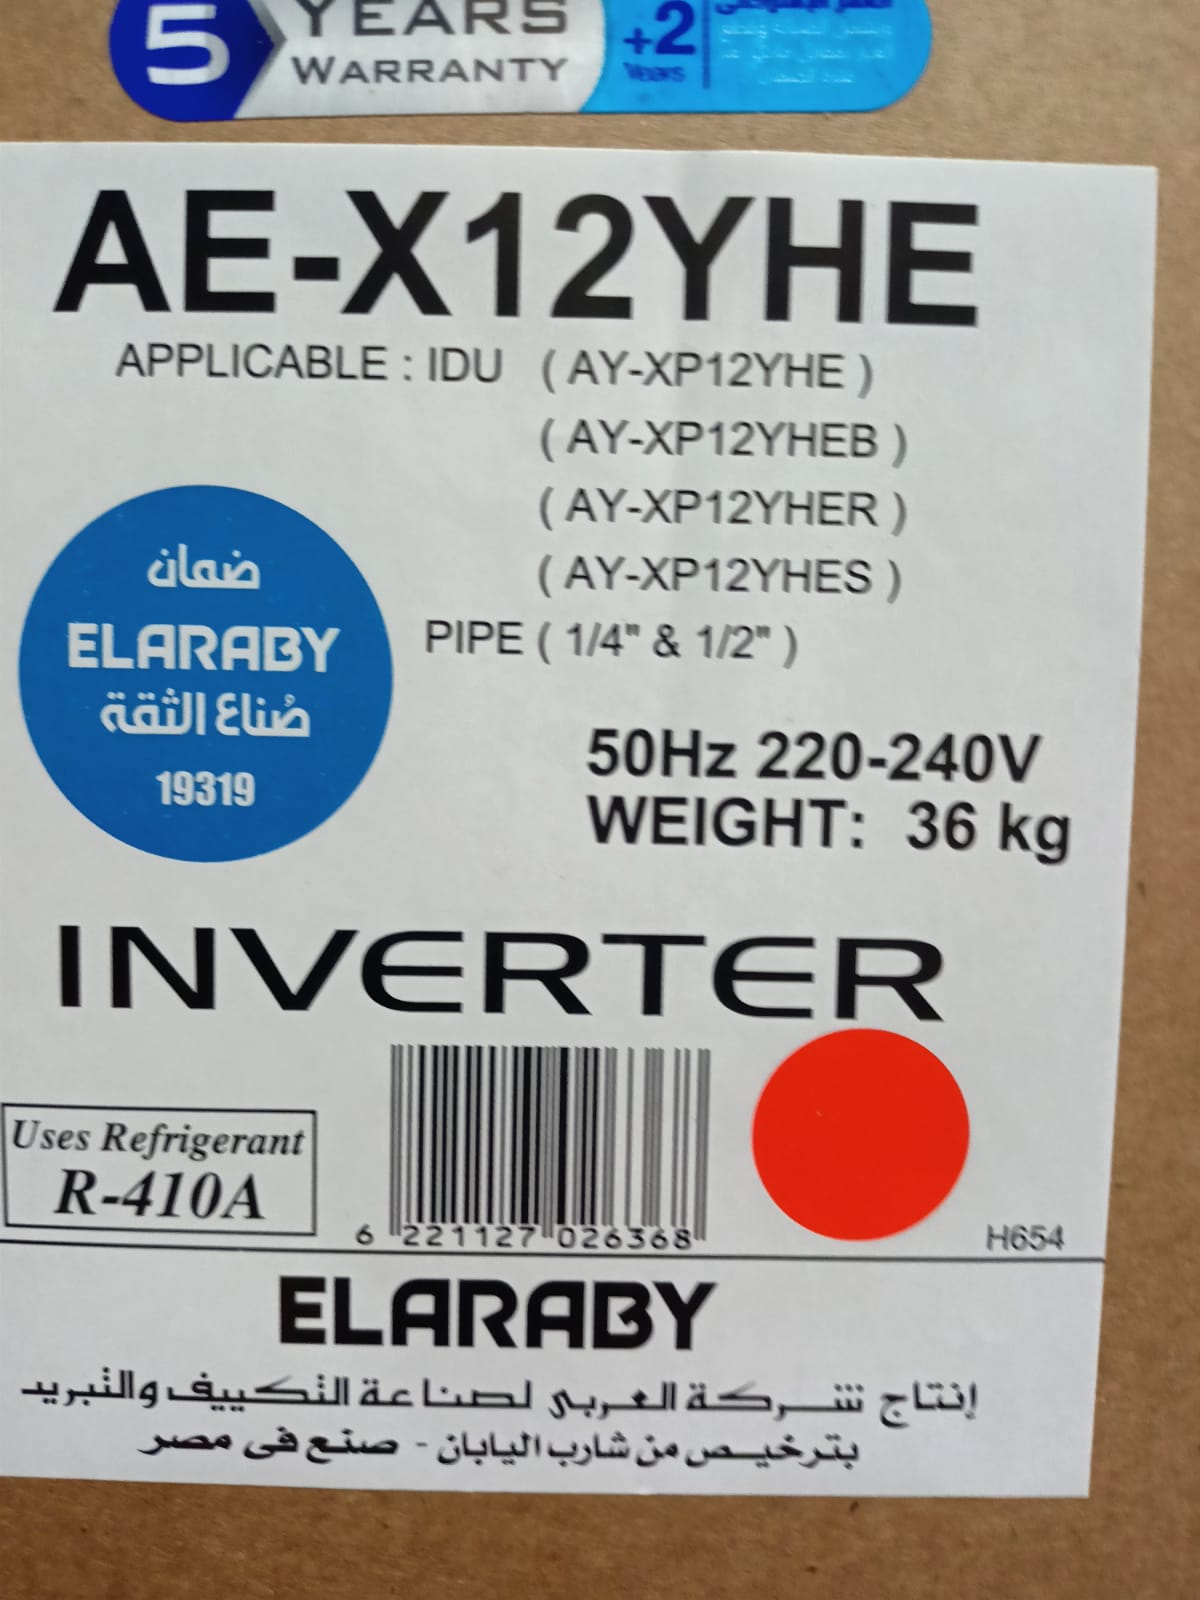 5 YEARS
WARRANTY
+2
Years
AE-X12YHE
APPLICABLE : IDU ( AY-XP12YHE )
( AY-XP12YHEB )
( AY-XP12YHER )
( AY-XP12YHES )
PIPE ( 1/4" & 1/2" )
ضمان
ELARABY
صُناع الثقة
19319
50Hz 220-240V
WEIGHT: 36 kg
INVERTER
Uses Refrigerant
R-410A
6 221127 026368
H654
ELARABY
إنتاج شركة العربى لصناعة التكييف والتبريد
بترخيص من شارب اليابان - صنع فى مصر